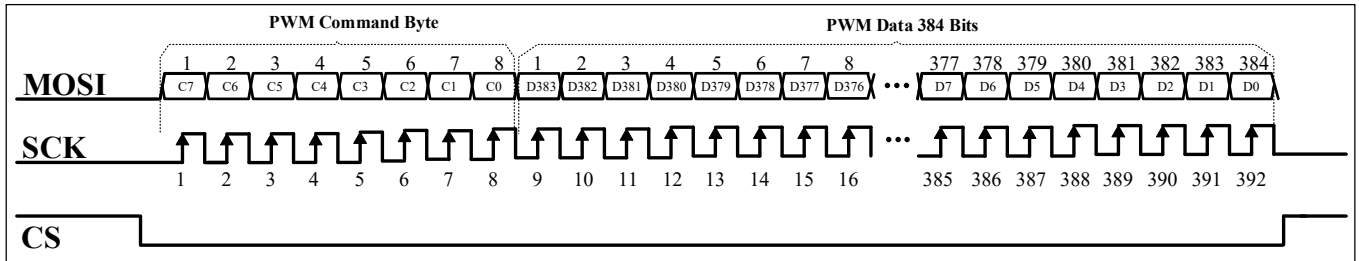 PWM Command Byte PWM Data 384 Bits
1 2 3 4 5 6 7 8 1 2 3 4 5 6 7 8 377 378 379 380 381 382 383 384
MOSI C7 C6 C5 C4 C3 C2 C1 C0 D383 D382 D381 D380 D379 D378 D377 D376 ••• D7 D6 D5 D4 D3 D2 D1 D0
SCK •••
1 2 3 4 5 6 7 8 9 10 11 12 13 14 15 16 385 386 387 388 389 390 391 392
CS